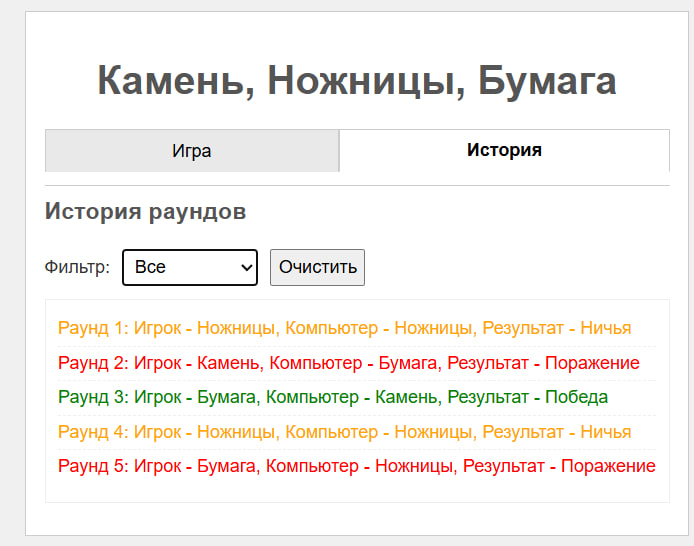 Камень, Ножницы, Бумага
Игра История
История раундов
Фильтр: Все Очистить
Раунд 1: Игрок - Ножницы, Компьютер - Ножницы, Результат - Ничья
Раунд 2: Игрок - Камень, Компьютер - Бумага, Результат - Поражение
Раунд 3: Игрок - Бумага, Компьютер - Камень, Результат - Победа
Раунд 4: Игрок - Ножницы, Компьютер - Ножницы, Результат - Ничья
Раунд 5: Игрок - Бумага, Компьютер - Ножницы, Результат - Поражение